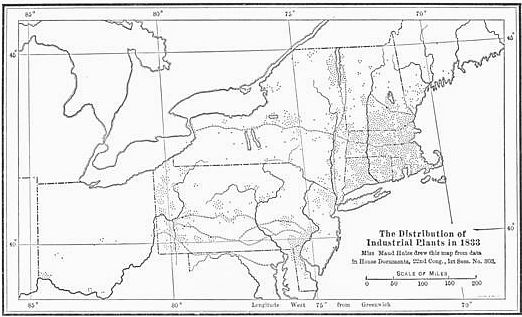 85°
80°
75°
70°
45°
45°
40°
40°
The Distribution of
Industrial Plants in 1833
Miss Maud Hulse drew this map from data
in House Documents, 22nd Cong., 1st Sess. No. 303.
SCALE OF MILES
0 50 100 150 200
85° 80° Longitude West 75° from Greenwich 70°